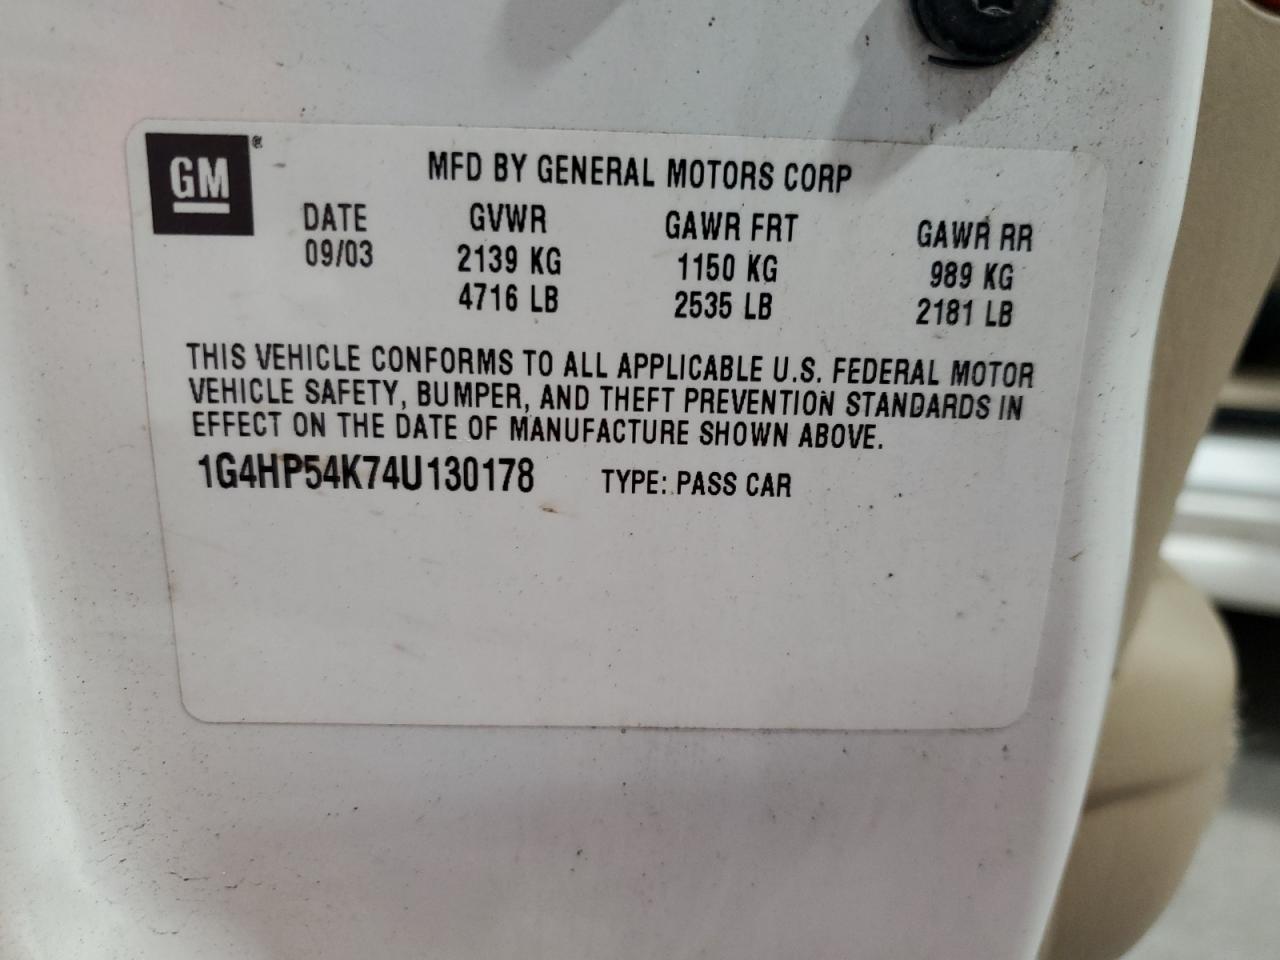 GM®
MFD BY GENERAL MOTORS CORP
DATE GVWR GAWR FRT GAWR RR
09/03 2139 KG 1150 KG 989 KG
4716 LB 2535 LB 2181 LB
THIS VEHICLE CONFORMS TO ALL APPLICABLE U.S. FEDERAL MOTOR
VEHICLE SAFETY, BUMPER, AND THEFT PREVENTION STANDARDS IN
EFFECT ON THE DATE OF MANUFACTURE SHOWN ABOVE.
1G4HP54K74U130178 TYPE: PASS CAR